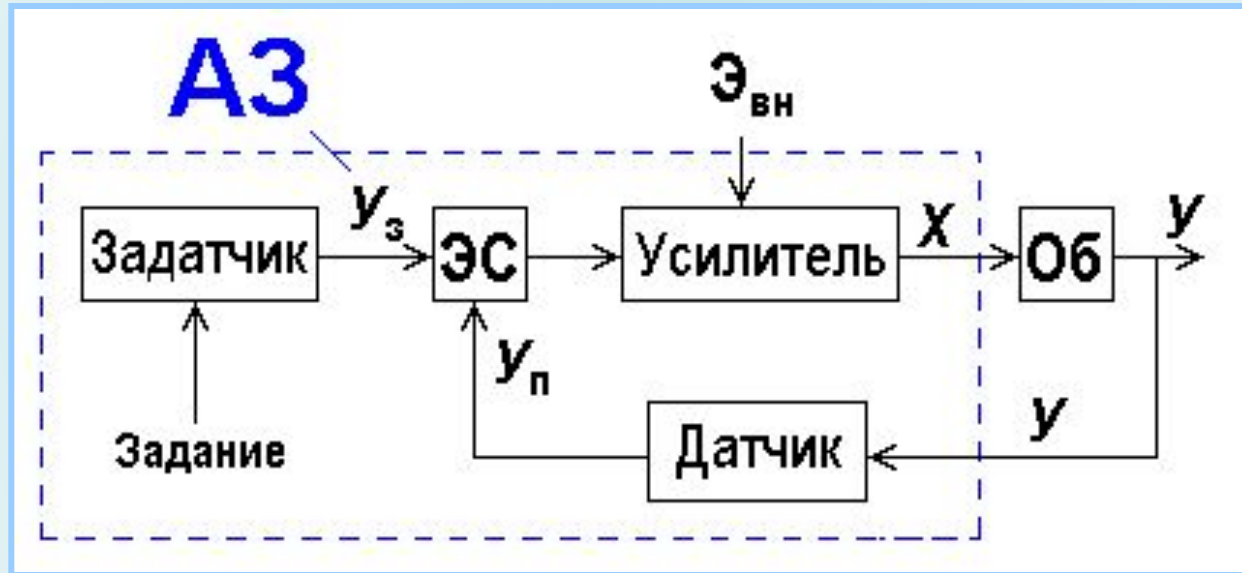 АЗ
Эвн
Уз
Задатчик
ЭС
Усилитель
X
Об
У
Уп
Задание
Датчик
У